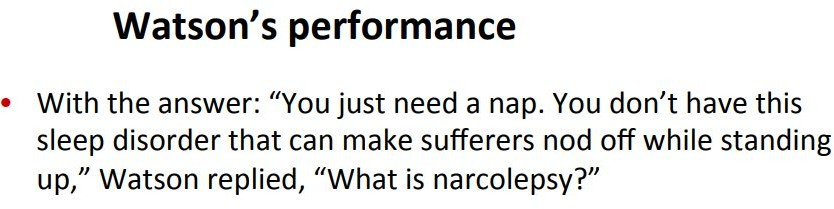 Watson’s performance
• With the answer: “You just need a nap. You don’t have this
sleep disorder that can make sufferers nod off while standing
up,” Watson replied, “What is narcolepsy?”